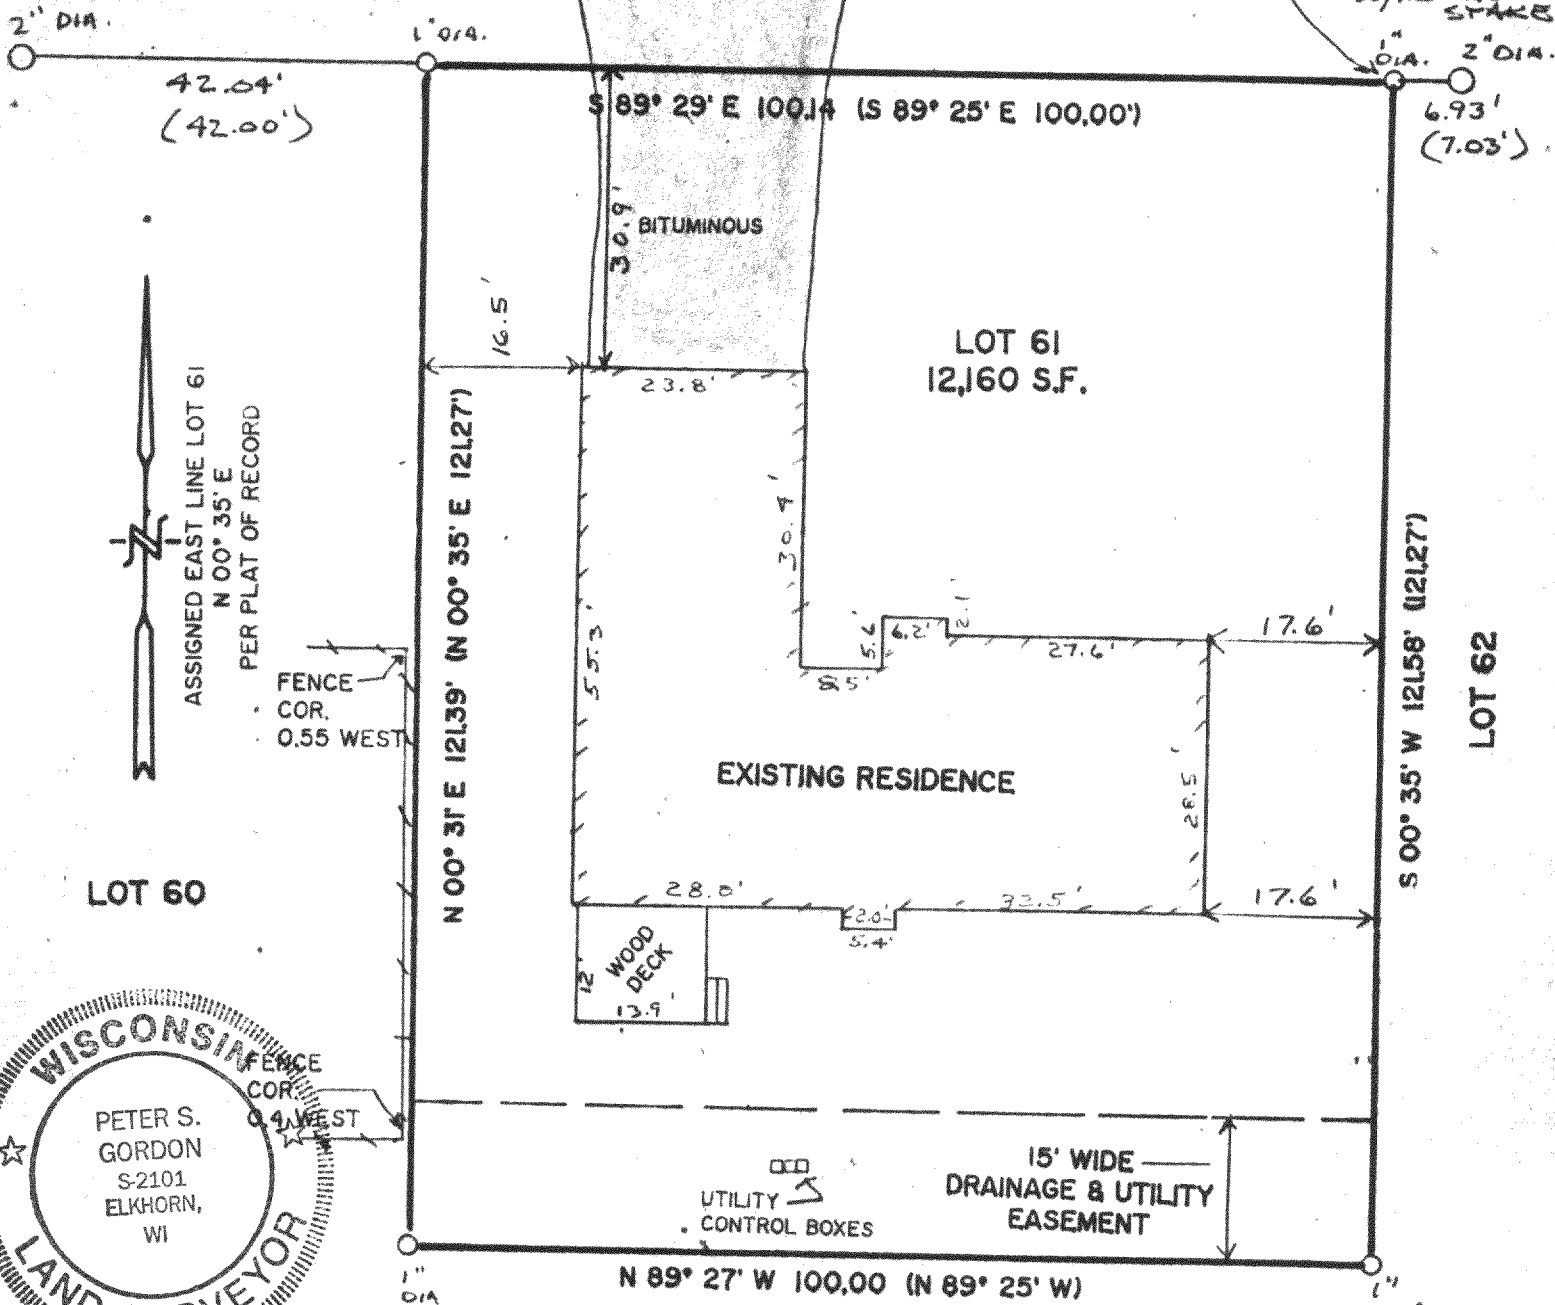 STAKE
2" DIA.
1" DIA.
1"
DIA.
2" DIA.
42.04'
(42.00')
S 89° 29' E 100.14 (S 89° 25' E 100.00')
6.93'
(7.03')
30.9'
BITUMINOUS
16.5'
LOT 61
12,160 S.F.
23.8'
ASSIGNED EAST LINE LOT 61
N 00° 35' E
PER PLAT OF RECORD
N 00° 31' E 121.39' (N 00° 35' E 121.27')
30.4'
55.3'
5.6'
6.2'
2.1
8.5'
27.6'
17.6'
S 00° 35' W 121.58' (121.27')
LOT 62
FENCE
COR.
0.55 WEST
EXISTING RESIDENCE
28.5'
LOT 60
28.0'
2.0'
5.4'
32.5'
17.6'
WOOD
DECK
12'
13.9'
WISCONSIN
PETER S.
GORDON
S-2101
ELKHORN,
WI
LAND SURVEYOR
FENCE
COR.
0.4 WEST
15' WIDE
DRAINAGE & UTILITY
EASEMENT
UTILITY
CONTROL BOXES
1"
DIA
N 89° 27' W 100.00 (N 89° 25' W)
1"